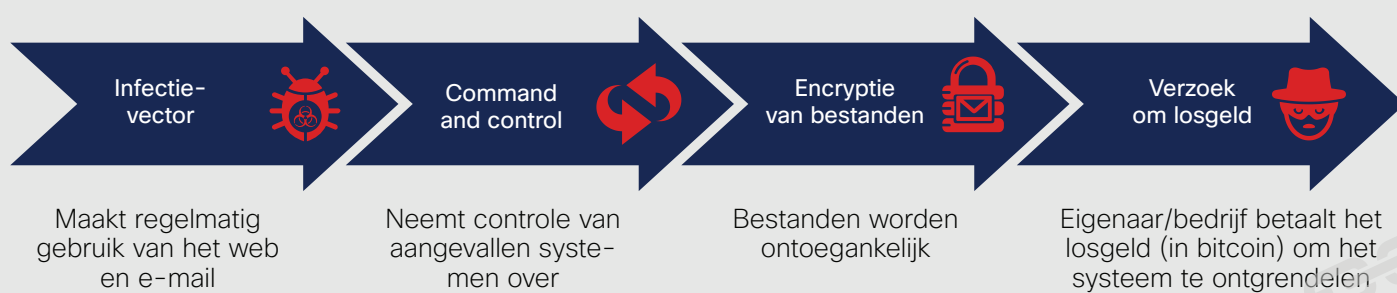 Infectie-
vector
Command
and control
Encryptie
van bestanden
Verzoek
om losgeld
Maakt regelmatig
gebruik van het web
en e-mail
Neemt controle van
aangevallen syste-
men over
Bestanden worden
ontoegankelijk
Eigenaar/bedrijf betaalt het
losgeld (in bitcoin) om het
systeem te ontgrendelen